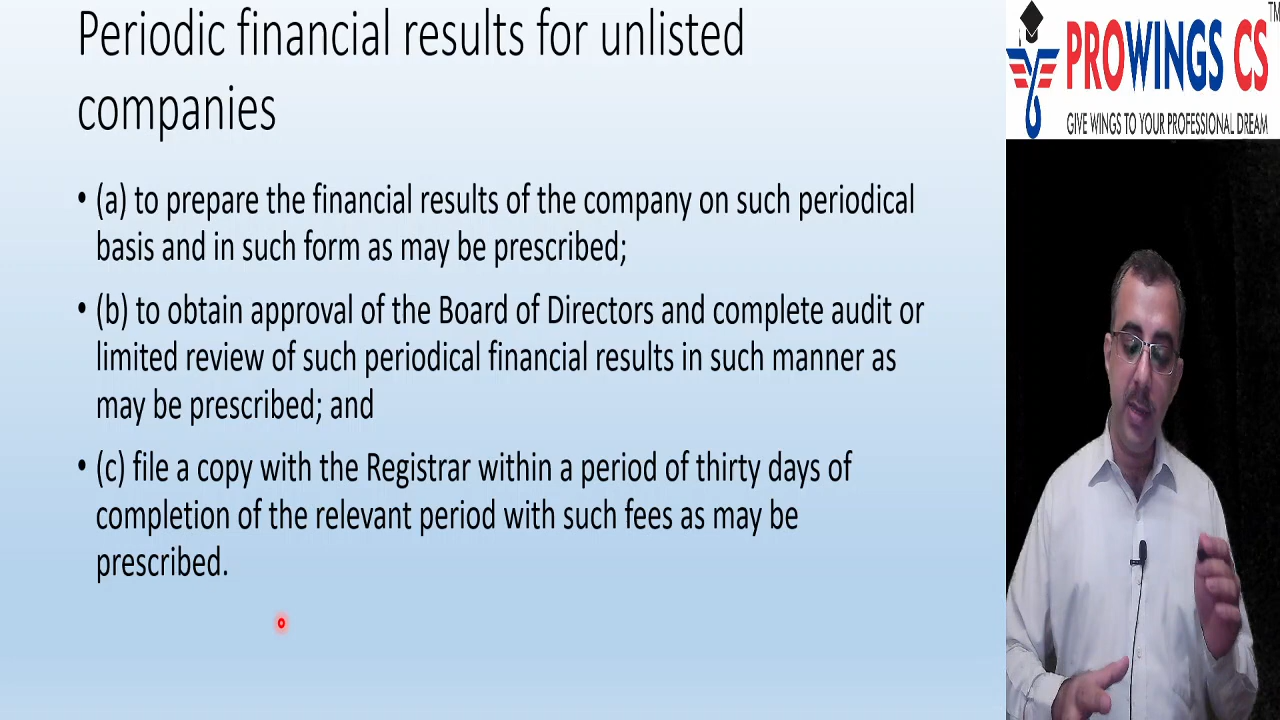 Periodic financial results for unlisted
companies
• (a) to prepare the financial results of the company on such periodical
basis and in such form as may be prescribed;
• (b) to obtain approval of the Board of Directors and complete audit or
limited review of such periodical financial results in such manner as
may be prescribed; and
• (c) file a copy with the Registrar within a period of thirty days of
completion of the relevant period with such fees as may be
prescribed.
TM
PROWINGS CS
GIVE WINGS TO YOUR PROFESSIONAL DREAM